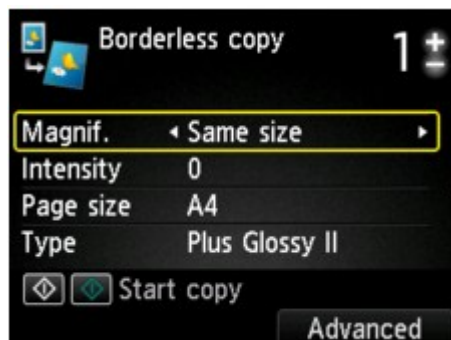 Borderless copy 1
Magnif. Same size
Intensity 0
Page size A4
Type Plus Glossy II
Start copy
Advanced